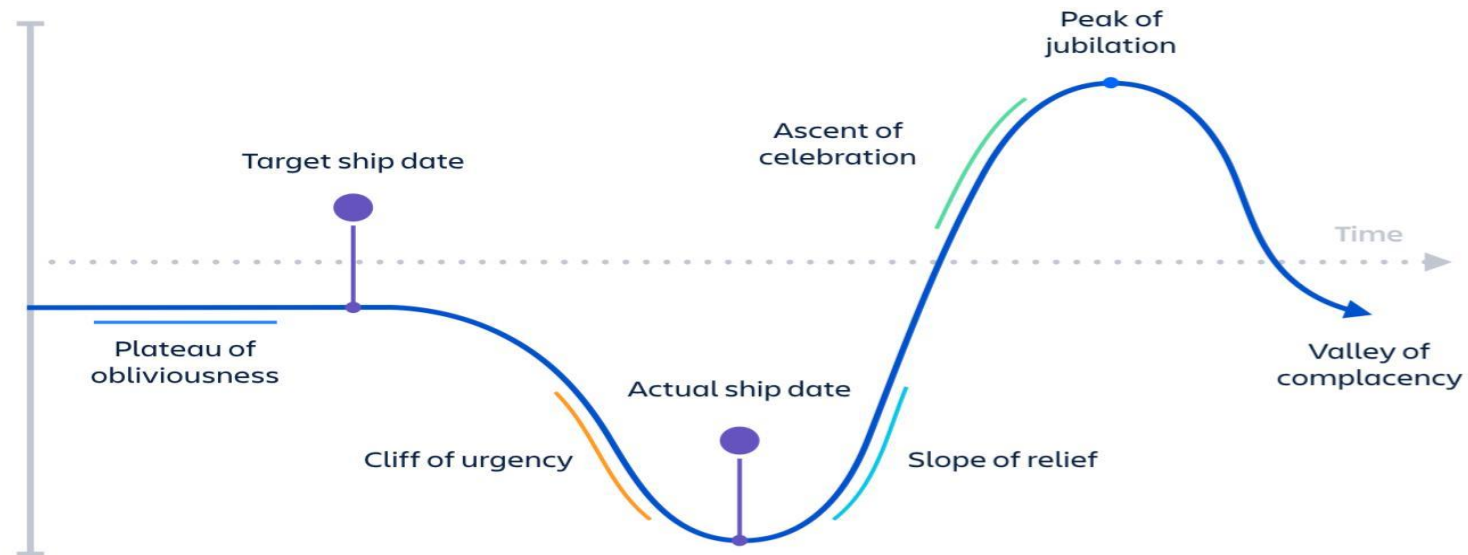 Peak of
jubilation
Ascent of
celebration
Target ship date
Time
Plateau of
obliviousness
Actual ship date
Valley of
complacency
Cliff of urgency
Slope of relief